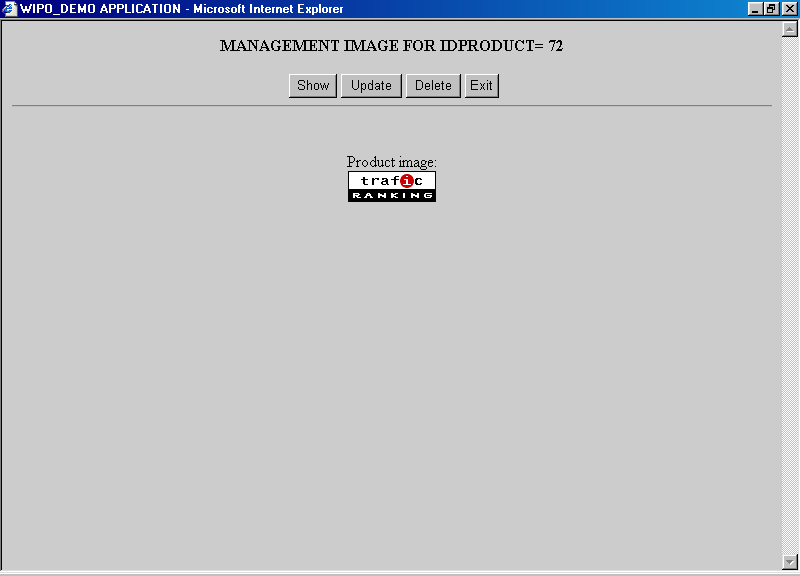 WIPO_DEMO APPLICATION - Microsoft Internet Explorer
MANAGEMENT IMAGE FOR IDPRODUCT= 72
Show Update Delete Exit
Product image:
trafic
RANKING